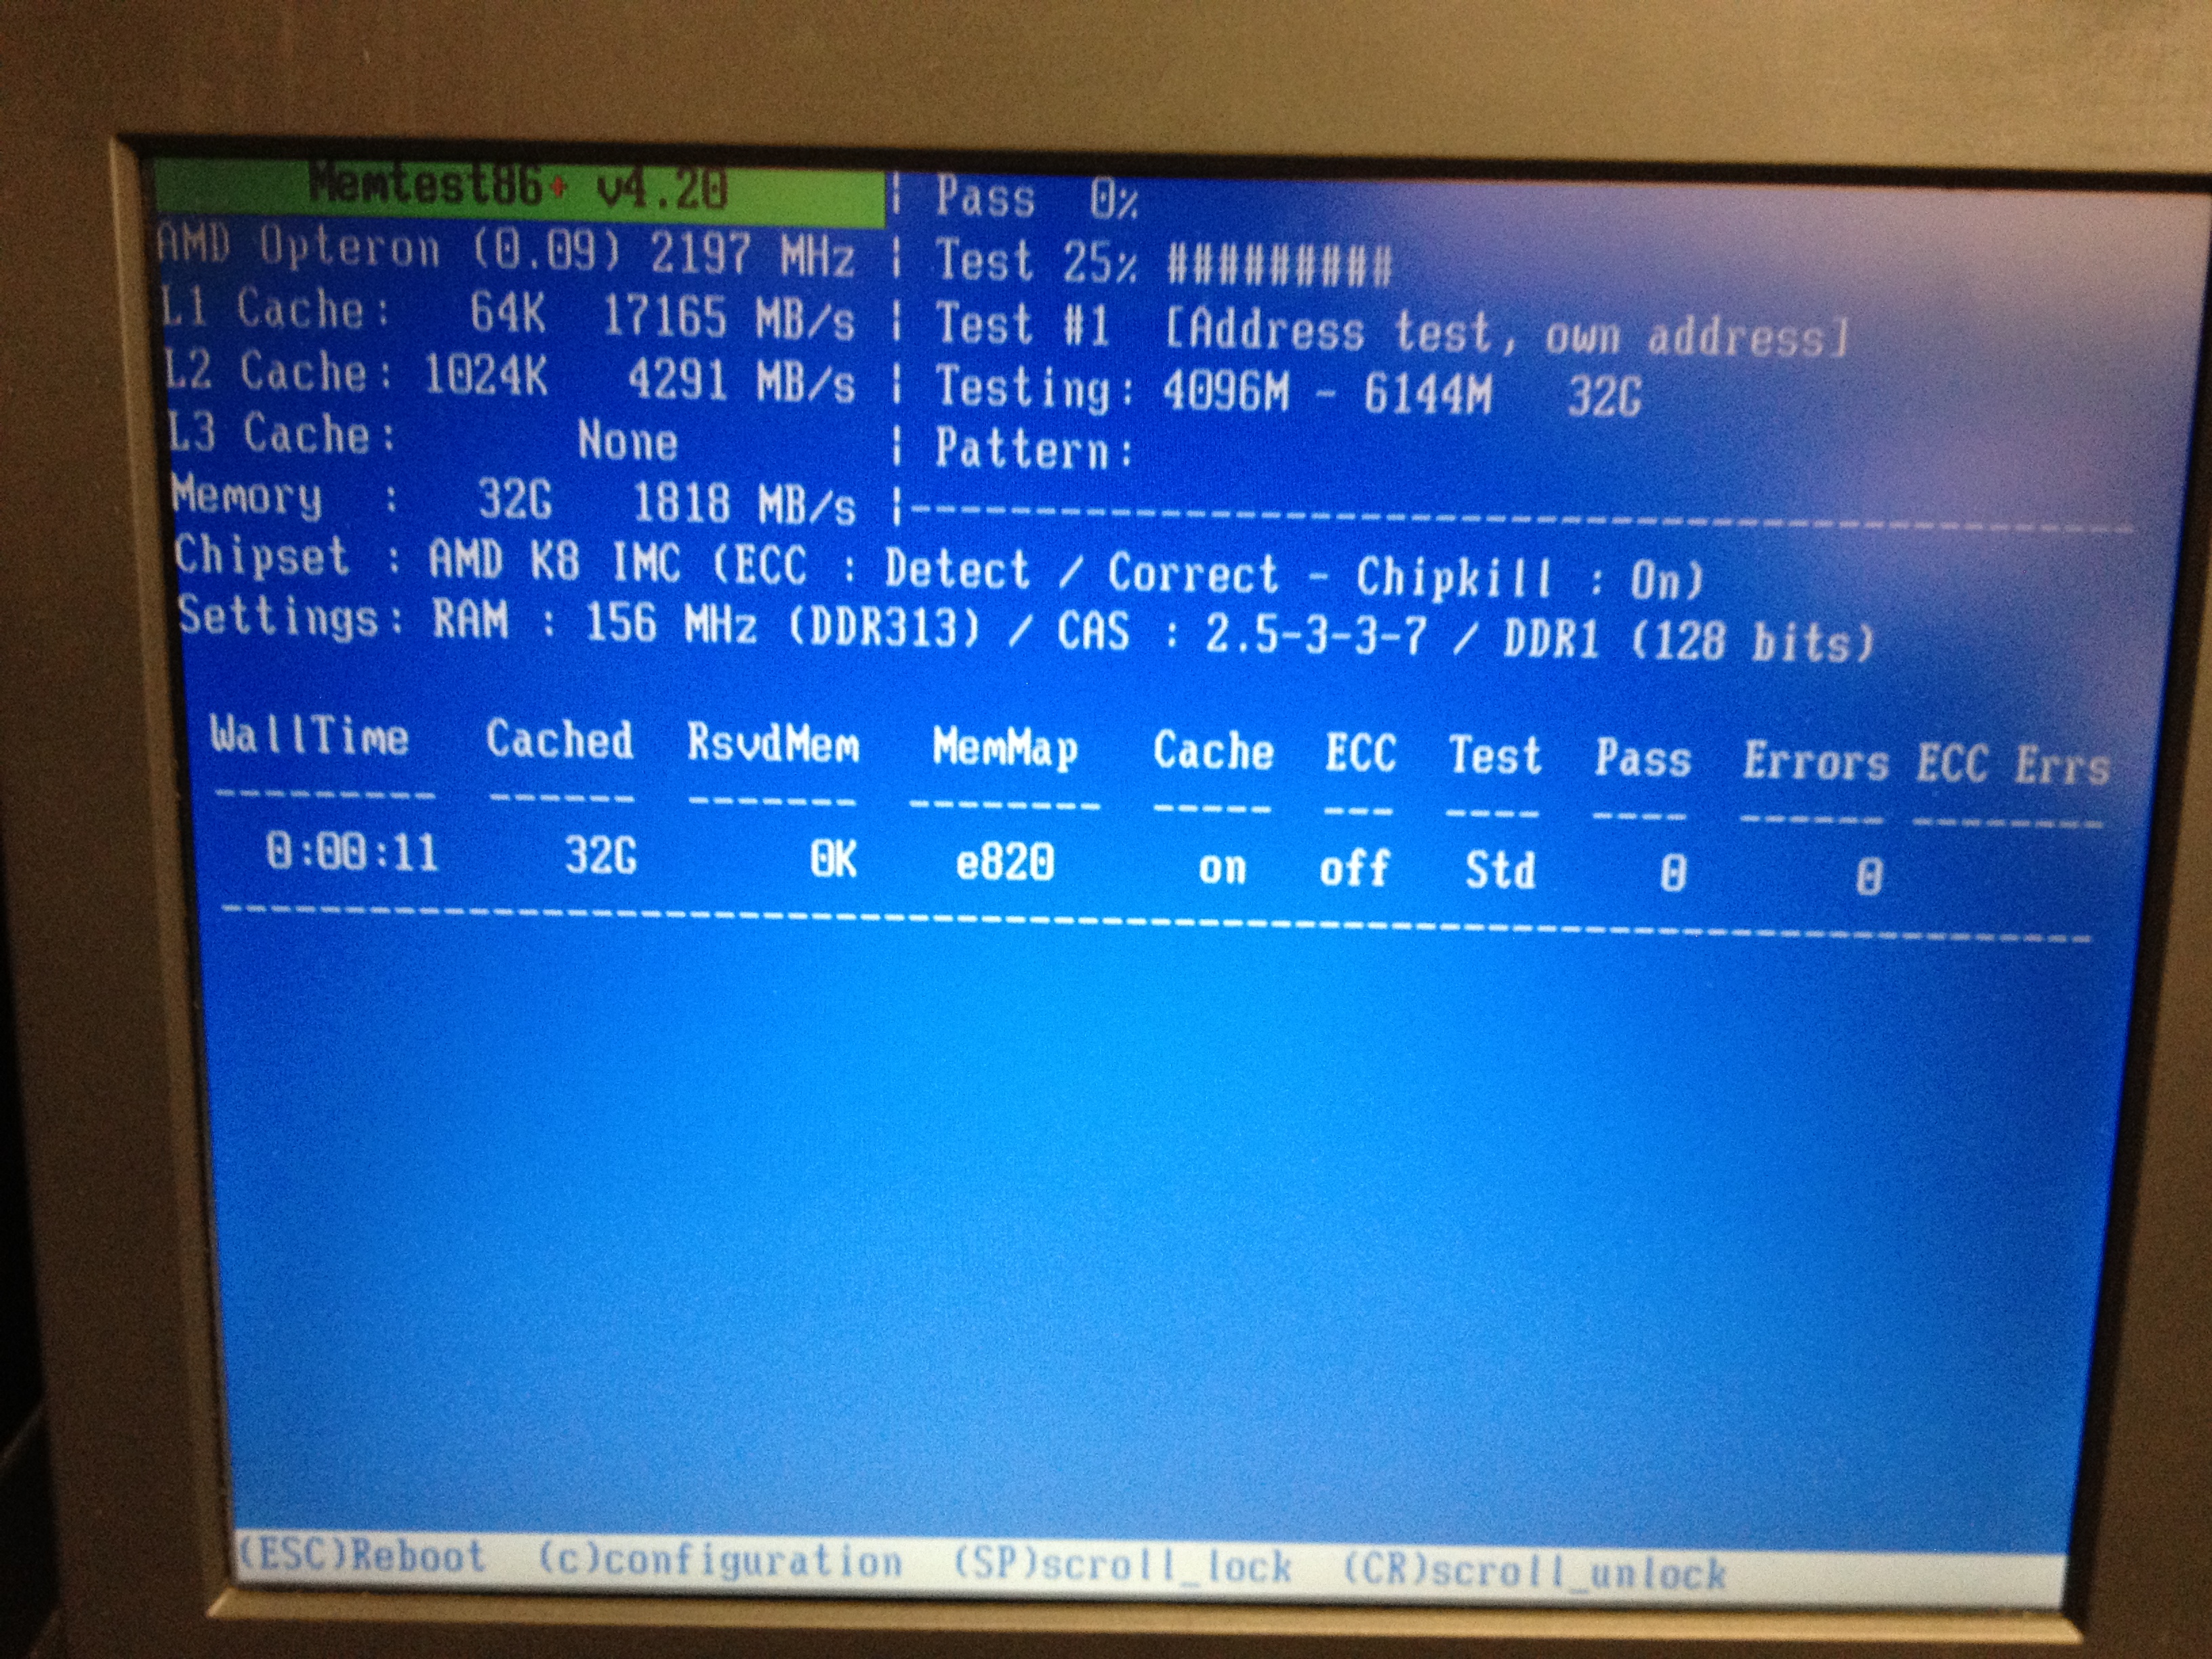 Memtest86+ v4.20 | Pass 0%
AMD Opteron (0.09) 2197 MHz | Test 25% #########
L1 Cache: 64K 17165 MB/s | Test #1 [Address test, own address]
L2 Cache: 1024K 4291 MB/s | Testing: 4096M - 6144M 32G
L3 Cache: None | Pattern:
Memory : 32G 1818 MB/s |-------------------------------------------------
Chipset : AMD K8 IMC (ECC : Detect / Correct - Chipkill : On)
Settings: RAM : 156 MHz (DDR313) / CAS : 2.5-3-3-7 / DDR1 (128 bits)
WallTime Cached RsvdMem MemMap Cache ECC Test Pass Errors ECC Errs
--------- ------ ------- -------- ----- --- ---- ---- ------ --------
0:00:11 32G 0K e820 on off Std 0 0
-----------------------------------------------------------------------------
(ESC)Reboot (c)configuration (SP)scroll_lock (CR)scroll_unlock